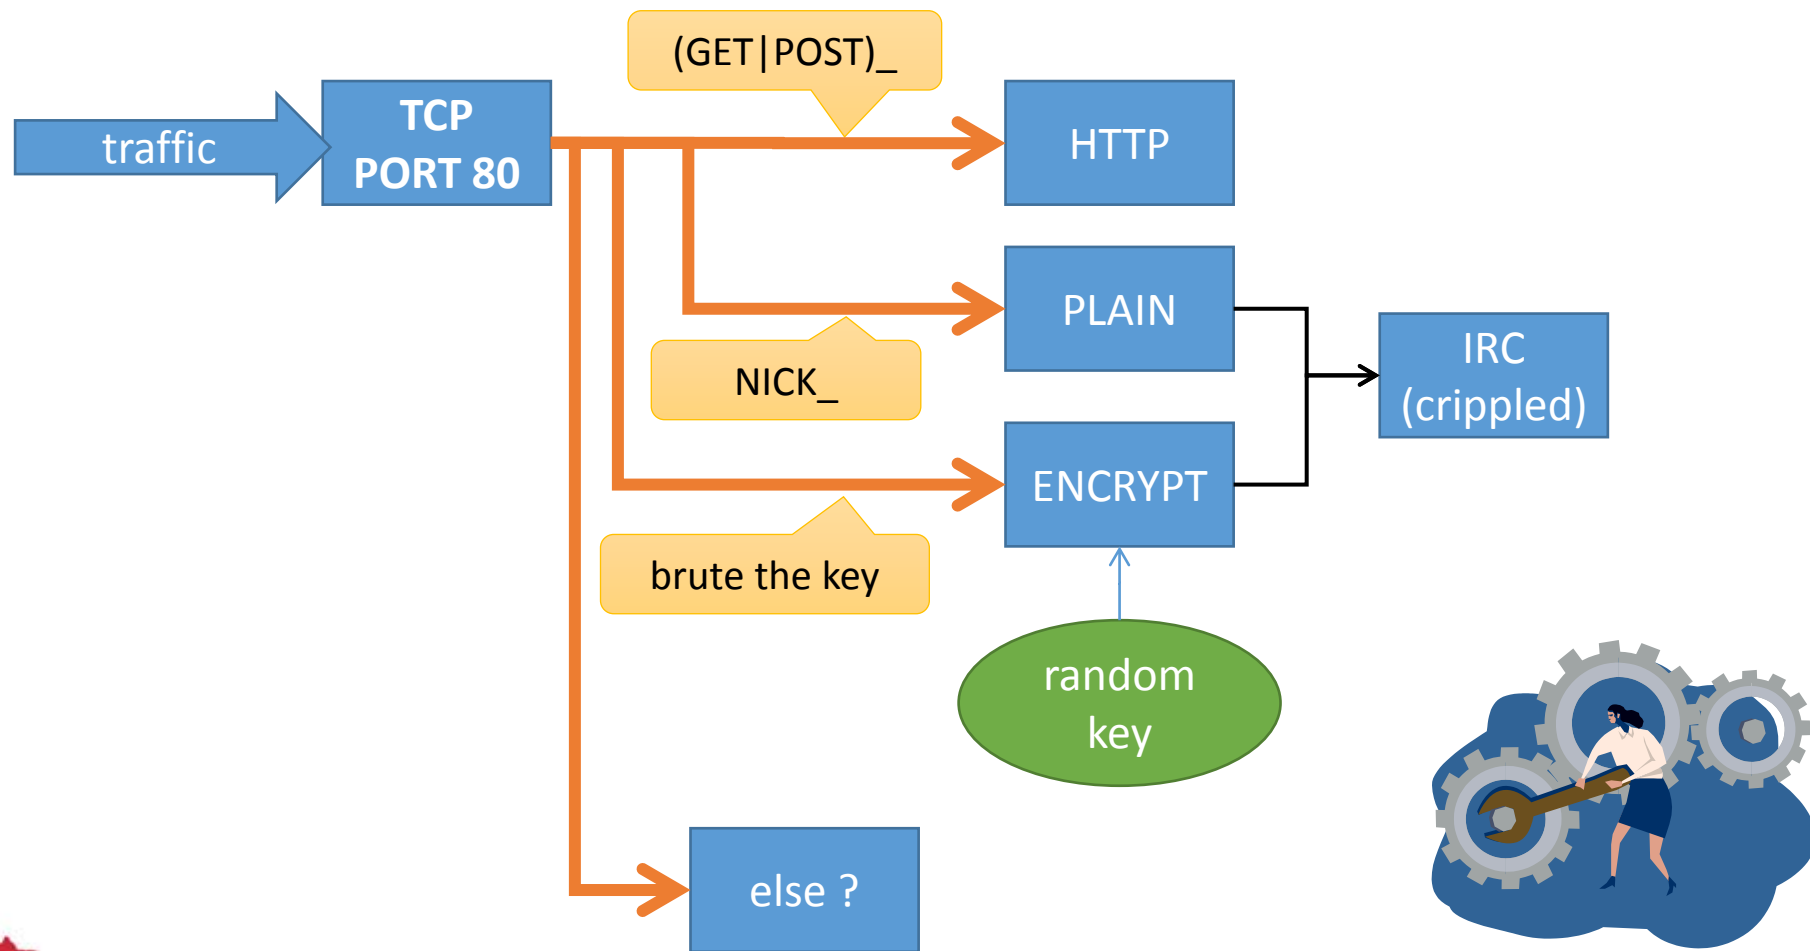 (GET|POST)_
traffic
TCP
PORT 80
HTTP
PLAIN
NICK_
IRC
(crippled)
ENCRYPT
brute the key
random
key
else ?